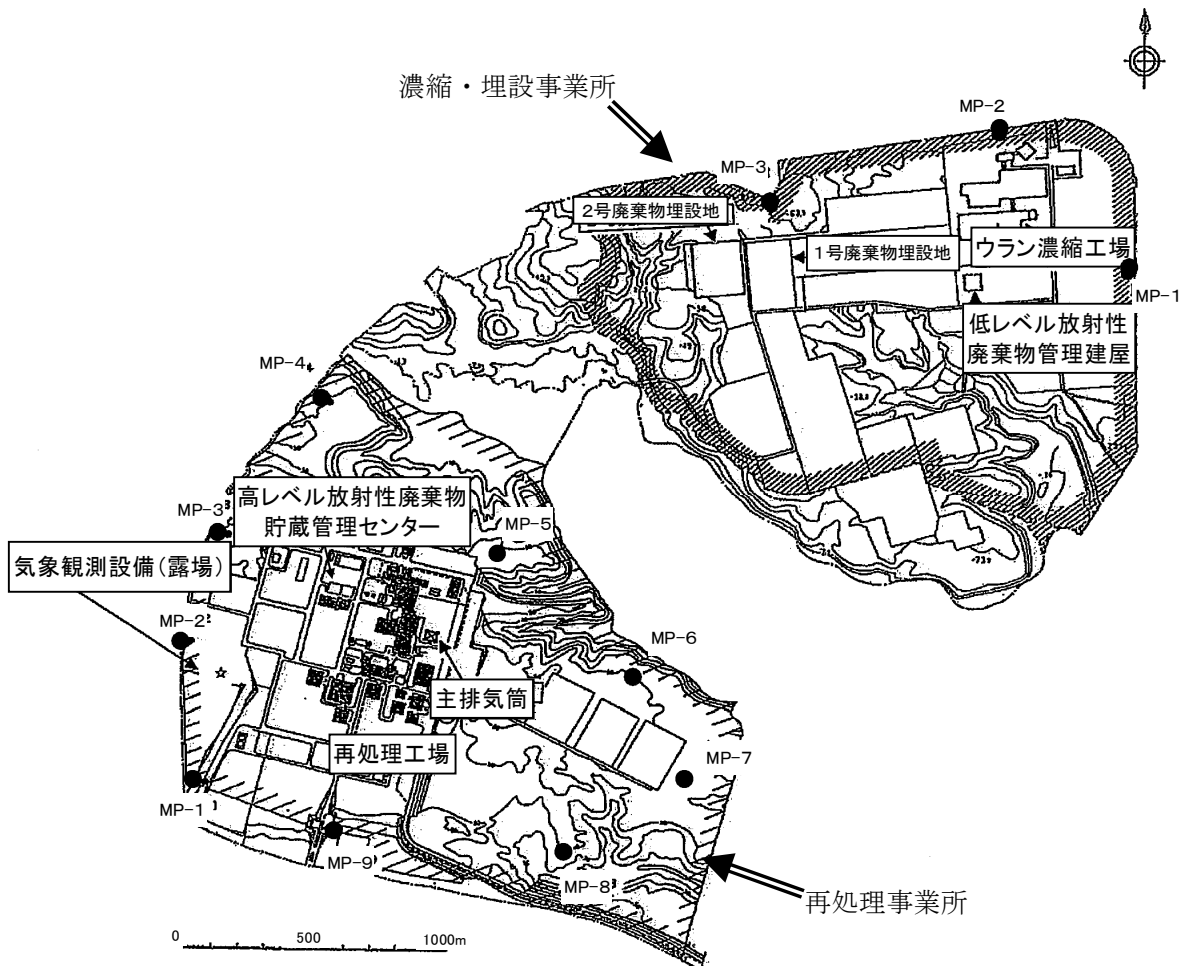 濃縮・埋設事業所
MP-2
MP-3
2号廃棄物埋設地
1号廃棄物埋設地
ウラン濃縮工場
MP-1
低レベル放射性
廃棄物管理建屋
MP-4
高レベル放射性廃棄物
貯蔵管理センター
MP-3
MP-5
気象観測設備(露場)
MP-2
MP-6
主排気筒
再処理工場
MP-7
MP-1
MP-9
MP-8
再処理事業所
0 500 1000m